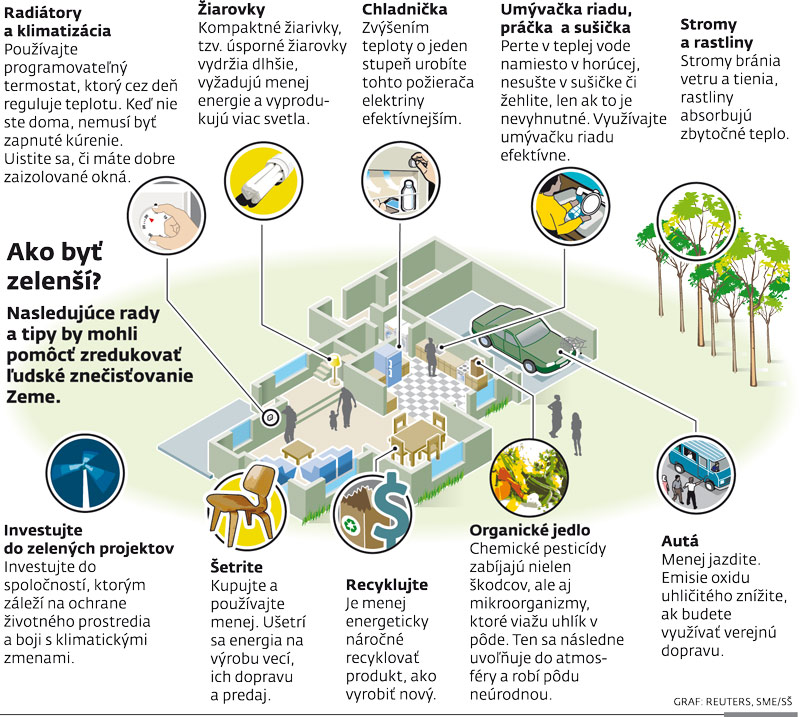 Radiátory
a klimatizácia
Používajte
programovateľný
termostat, ktorý cez deň
reguluje teplotu. Keď nie
ste doma, nemusí byť
zapnuté kúrenie.
Uistite sa, či máte dobre
zaizolované okná.
Žiarovky
Kompaktné žiarivky,
tzv. úsporné žiarovky
vydržia dlhšie,
vyžadujú menej
energie a vyprodu-
kujú viac svetla.
Chladnička
Zvýšením
teploty o jeden
stupeň urobíte
tohto požierača
elektriny
efektívnejším.
Umývačka riadu,
práčka a sušička
Perte v teplej vode
namiesto v horúcej,
nesušte v sušičke či
žehlite, len ak to je
nevyhnutné. Využívajte
umývačku riadu
efektívne.
Stromy
a rastliny
Stromy bránia
vetru a tienia,
rastliny
absorbujú
zbytočné teplo.
Ako byť
zelenší?
Nasledujúce rady
a tipy by mohli
pomôcť zredukovať
ľudské znečisťovanie
Zeme.
Investujte
do zelených projektov
Investujte do
spoločností, ktorým
záleží na ochrane
životného prostredia
a boji s klimatickými
zmenami.
Šetrite
Kupujte a
používajte
menej. Ušetrí
sa energia na
výrobu vecí,
ich dopravu
a predaj.
$
Recyklujte
Je menej
energeticky
náročné
recyklovať
produkt, ako
vyrobiť nový.
Organické jedlo
Chemické pesticídy
zabíjajú nielen
škodcov, ale aj
mikroorganizmy,
ktoré viažu uhlík v
pôde. Ten sa následne
uvoľňuje do atmos-
féry a robí pôdu
neúrodnou.
Autá
Menej jazdite.
Emisie oxidu
uhličitého znížite,
ak budete
využívať verejnú
dopravu.
GRAF: REUTERS, SME/SŠ